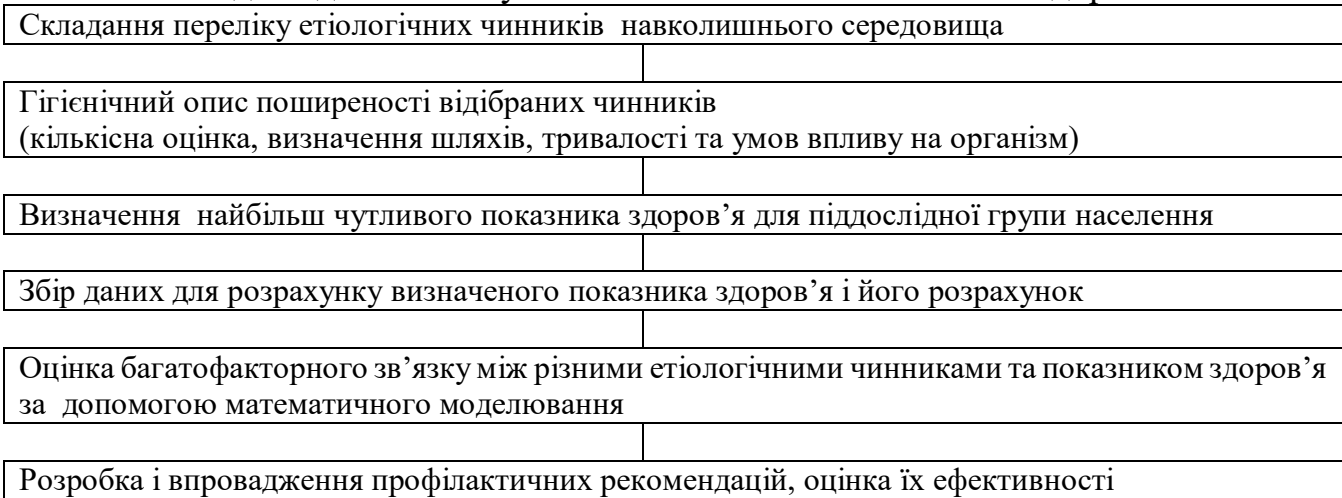 Складання переліку етіологічних чинників навколишнього середовища
Гігієнічний опис поширеності відібраних чинників
(кількісна оцінка, визначення шляхів, тривалості та умов впливу на організм)
Визначення найбільш чутливого показника здоров’я для піддослідної групи населення
Збір даних для розрахунку визначеного показника здоров’я і його розрахунок
Оцінка багатофакторного зв’язку між різними етіологічними чинниками та показником здоров’я
за допомогою математичного моделювання
Розробка і впровадження профілактичних рекомендацій, оцінка їх ефективності